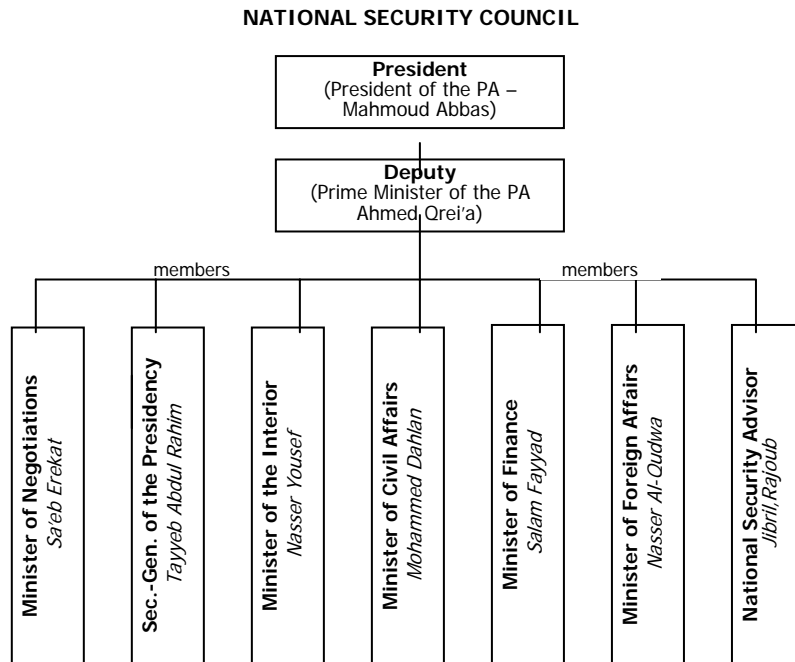 NATIONAL SECURITY COUNCIL
President
(President of the PA –
Mahmoud Abbas)
Deputy
(Prime Minister of the PA
Ahmed Qrei'a)
members
members
Minister of Negotiations
Sa'eb Erekat
Sec.-Gen. of the Presidency
Tayyeb Abdul Rahim
Minister of the Interior
Nasser Yousef
Minister of Civil Affairs
Mohammed Dahlan
Minister of Finance
Salam Fayyad
Minister of Foreign Affairs
Nasser Al-Qudwa
National Security Advisor
Jibril,Rajoub